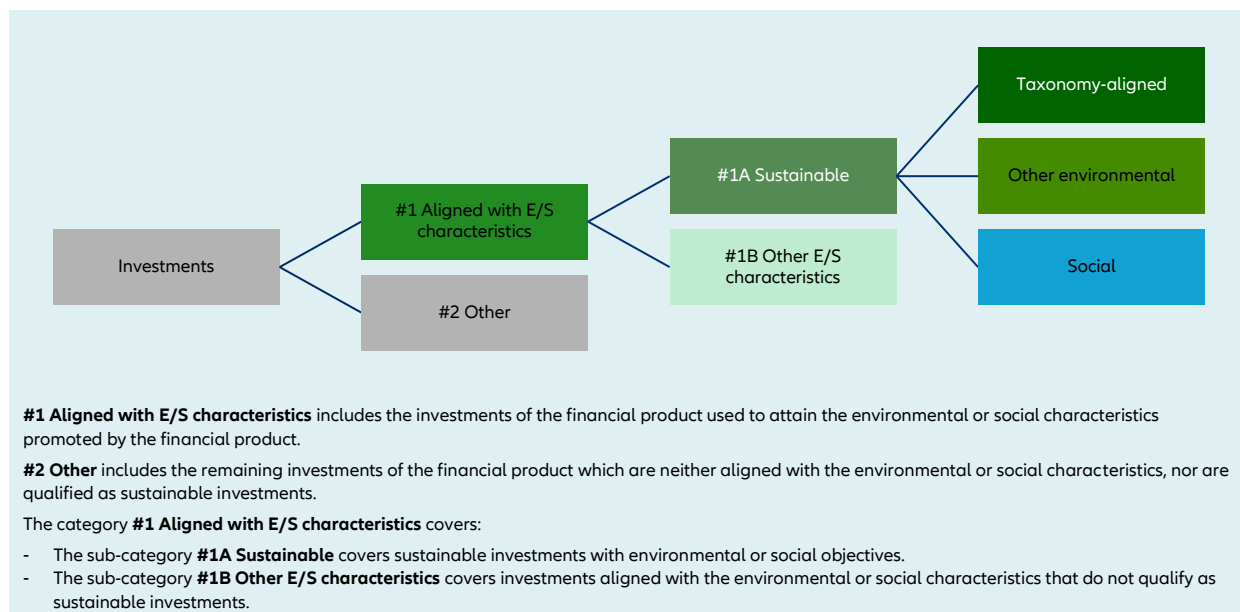 Taxonomy-aligned
#1A Sustainable
Other environmental
#1 Aligned with E/S
characteristics
Investments
#1B Other E/S
characteristics
Social
#2 Other
#1 Aligned with E/S characteristics includes the investments of the financial product used to attain the environmental or social characteristics
promoted by the financial product.
#2 Other includes the remaining investments of the financial product which are neither aligned with the environmental or social characteristics, nor are
qualified as sustainable investments.
The category #1 Aligned with E/S characteristics covers:
- The sub-category #1A Sustainable covers sustainable investments with environmental or social objectives.
- The sub-category #1B Other E/S characteristics covers investments aligned with the environmental or social characteristics that do not qualify as
sustainable investments.